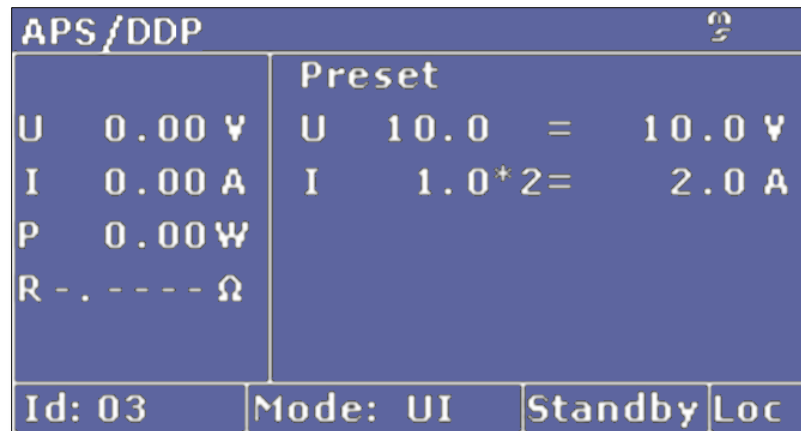 APS/DDP
Preset
U 0.00 V
I 0.00 A
P 0.00 W
R -.---- Ω
U 10.0 = 10.0 V
I 1.0*2= 2.0 A
Id: 03 Mode: UI Standby Loc